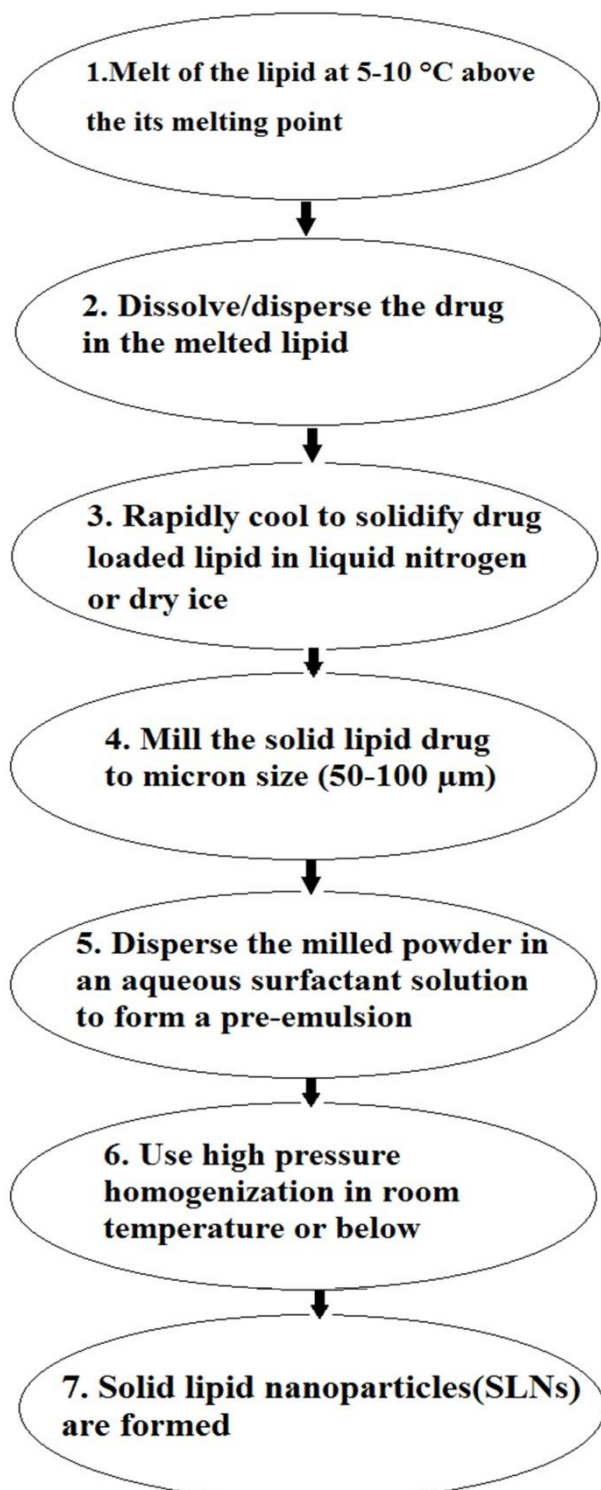 1.Melt of the lipid at 5-10 °C above
the its melting point
2. Dissolve/disperse the drug
in the melted lipid
3. Rapidly cool to solidify drug
loaded lipid in liquid nitrogen
or dry ice
4. Mill the solid lipid drug
to micron size (50-100 µm)
5. Disperse the milled powder in
an aqueous surfactant solution
to form a pre-emulsion
6. Use high pressure
homogenization in room
temperature or below
7. Solid lipid nanoparticles(SLNs)
are formed